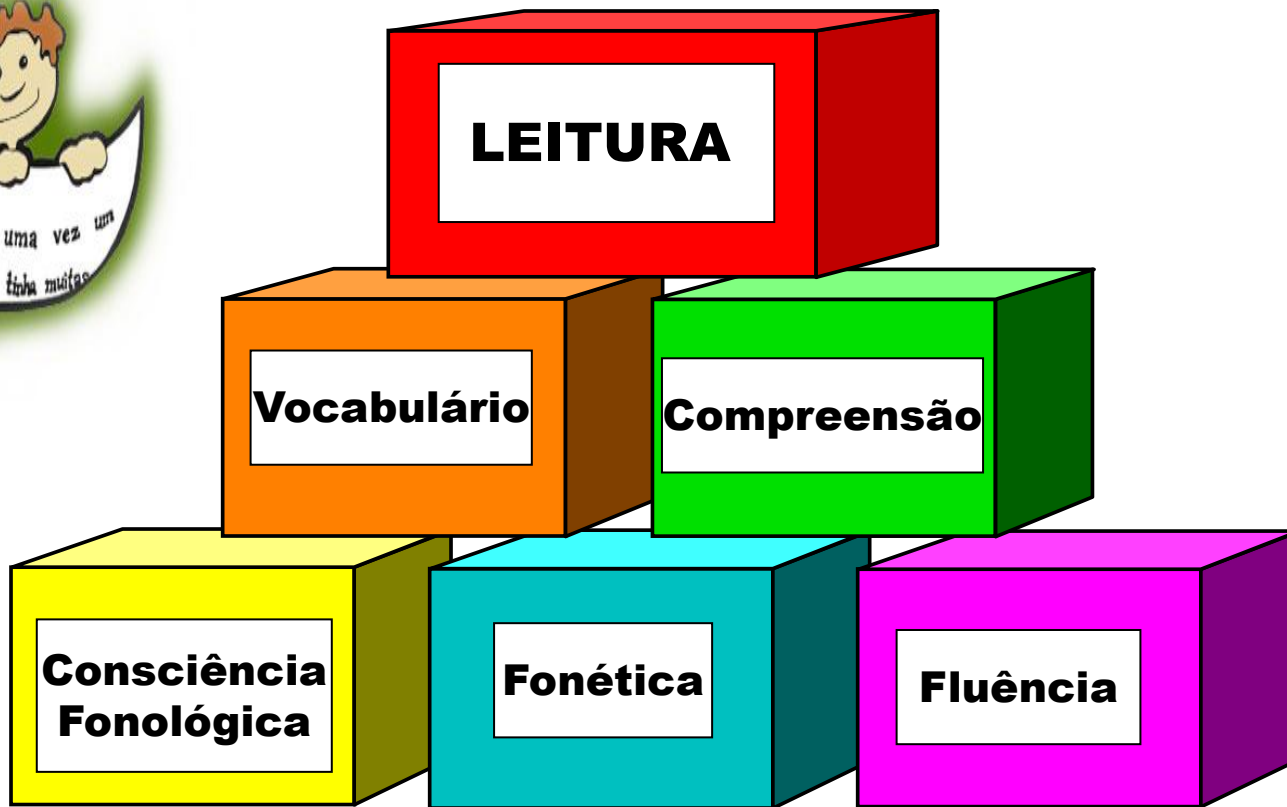 uma vez um
tinha muitas
LEITURA
Vocabulário
Compreensão
Consciência
Fonológica
Fonética
Fluência